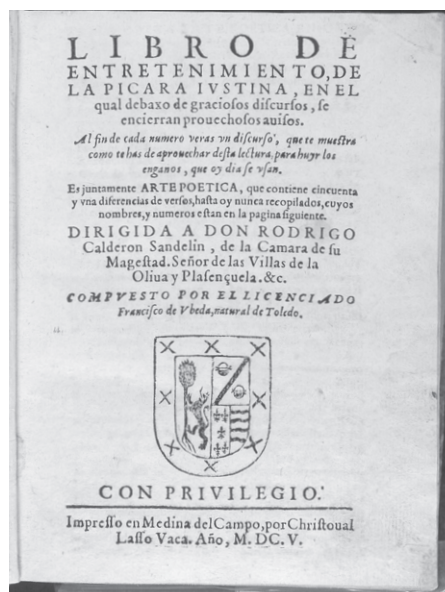 LIBRO DE
ENTRETENIMIENTO, DE
LA PICARA IVSTINA, EN EL
qual debaxo de gracioſos diſcurſos, ſe
encierran prouechoſos auiſos.
Al fin de cada numero veras vn diſcurſo, que te mueſtra
como te has de aprouechar deſta lectura, para huyr los
enganos, que oy dia ſe vſan.
Es juntamente ARTE POETICA, que contiene cincuenta
y vna diferencias de verſos, haſta oy nunca recopilados, cuyos
nombres, y numeros eſtan en la pagina ſiguiente.
DIRIGIDA A DON RODRIGO
Calderon Sandelin, de la Camara de ſu
Mageſtad. Señor de las Villas de la
Oliua y Plaſençuela. &c.
COMPVESTO POR EL LICENCIADO
Franciſco de Vbeda, natural de Toledo.
CON PRIVILEGIO.
Impreſſo en Medina del Campo, por Chriſtoual
Laſſo Vaca. Año, M. DC. V.